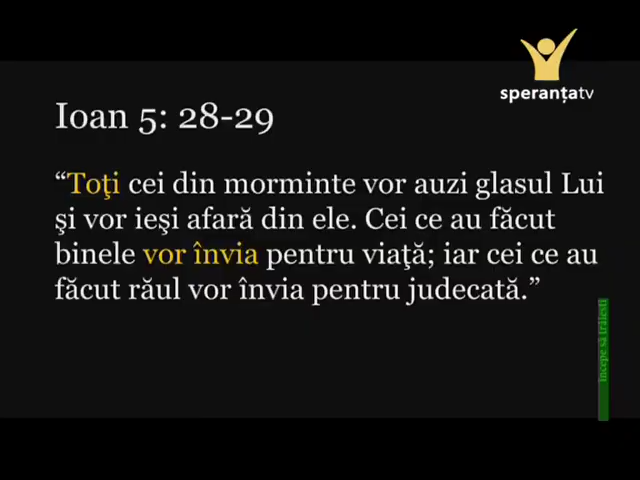 speranțatv
Ioan 5: 28-29
“Toţi cei din morminte vor auzi glasul Lui
şi vor ieşi afară din ele. Cei ce au făcut
binele vor învia pentru viaţă; iar cei ce au
făcut răul vor învia pentru judecată.”
începe să trăiești